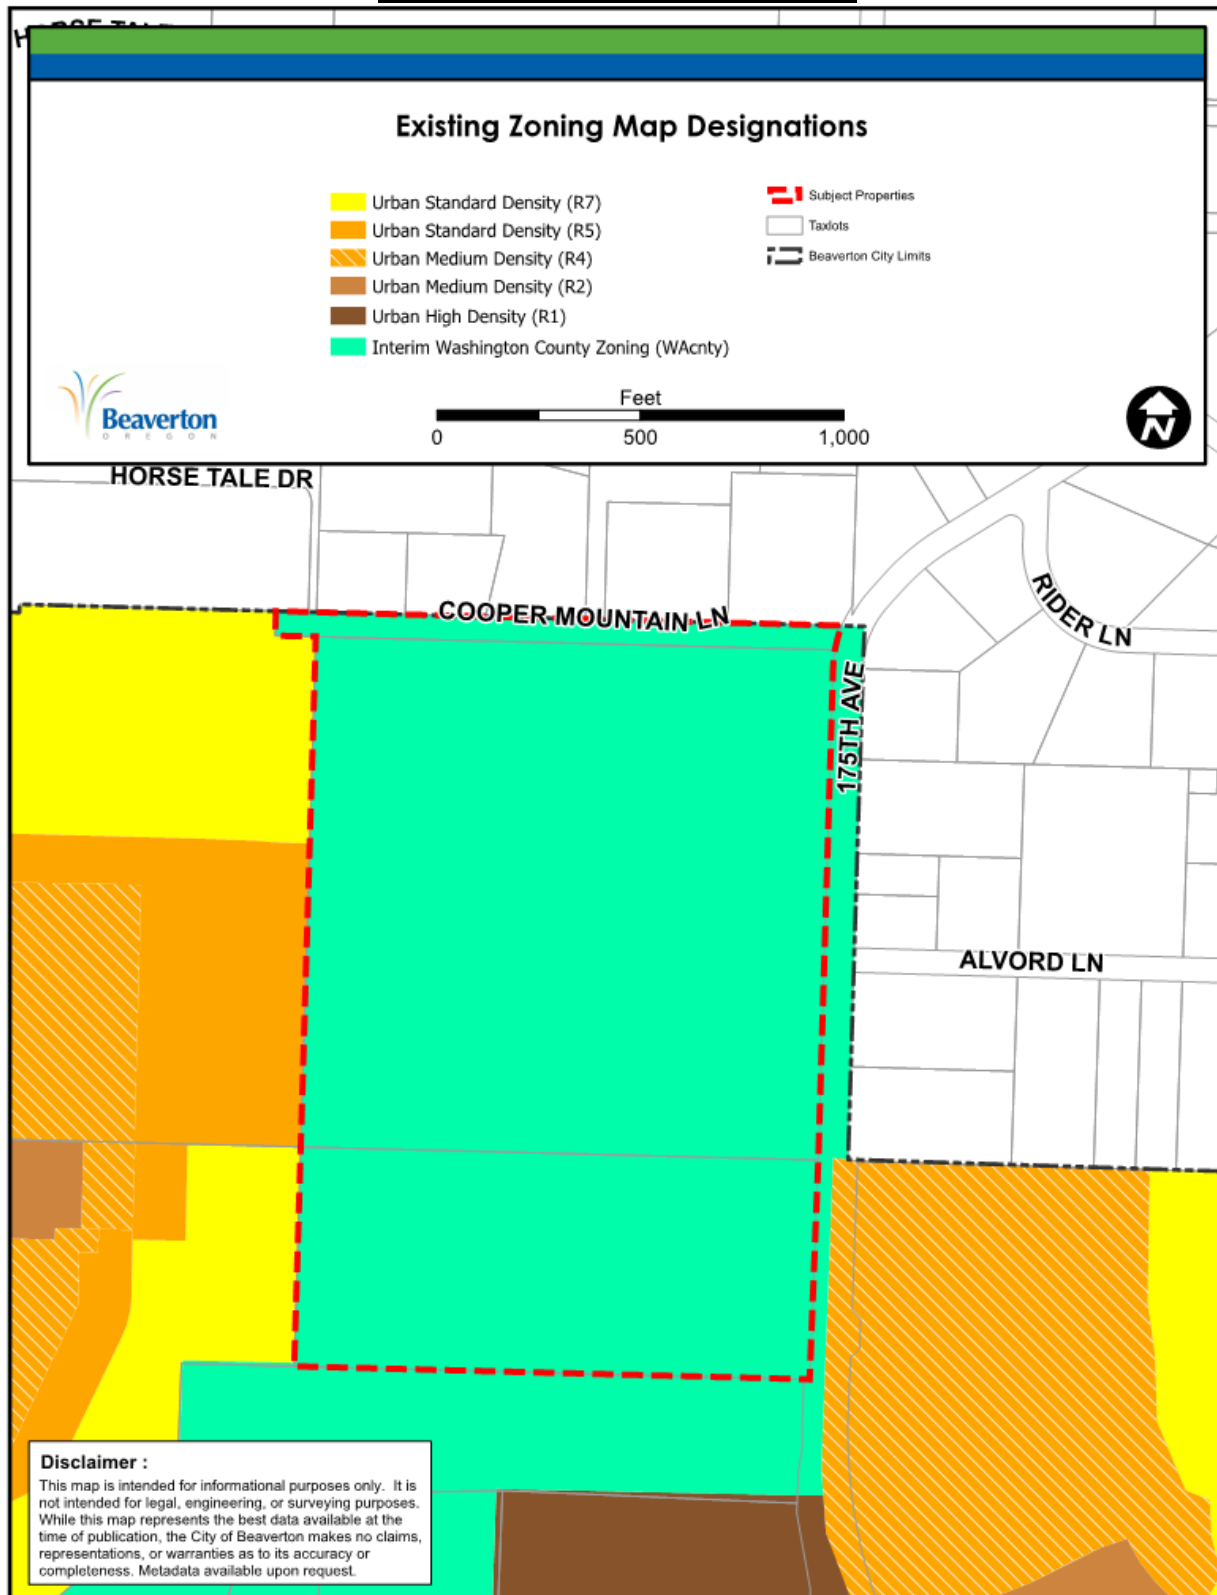 Existing Zoning Map Designations
Urban Standard Density (R7)
Urban Standard Density (R5)
Urban Medium Density (R4)
Urban Medium Density (R2)
Urban High Density (R1)
Interim Washington County Zoning (WAcnty)
Subject Properties
Taxlots
Beaverton City Limits
Beaverton
OREGON
Feet
0 500 1,000
N
HORSE TALE DR
COOPER MOUNTAIN LN
RIDER LN
175TH AVE
ALVORD LN
Disclaimer :
This map is intended for informational purposes only. It is
not intended for legal, engineering, or surveying purposes.
While this map represents the best data available at the
time of publication, the City of Beaverton makes no claims,
representations, or warranties as to its accuracy or
completeness. Metadata available upon request.